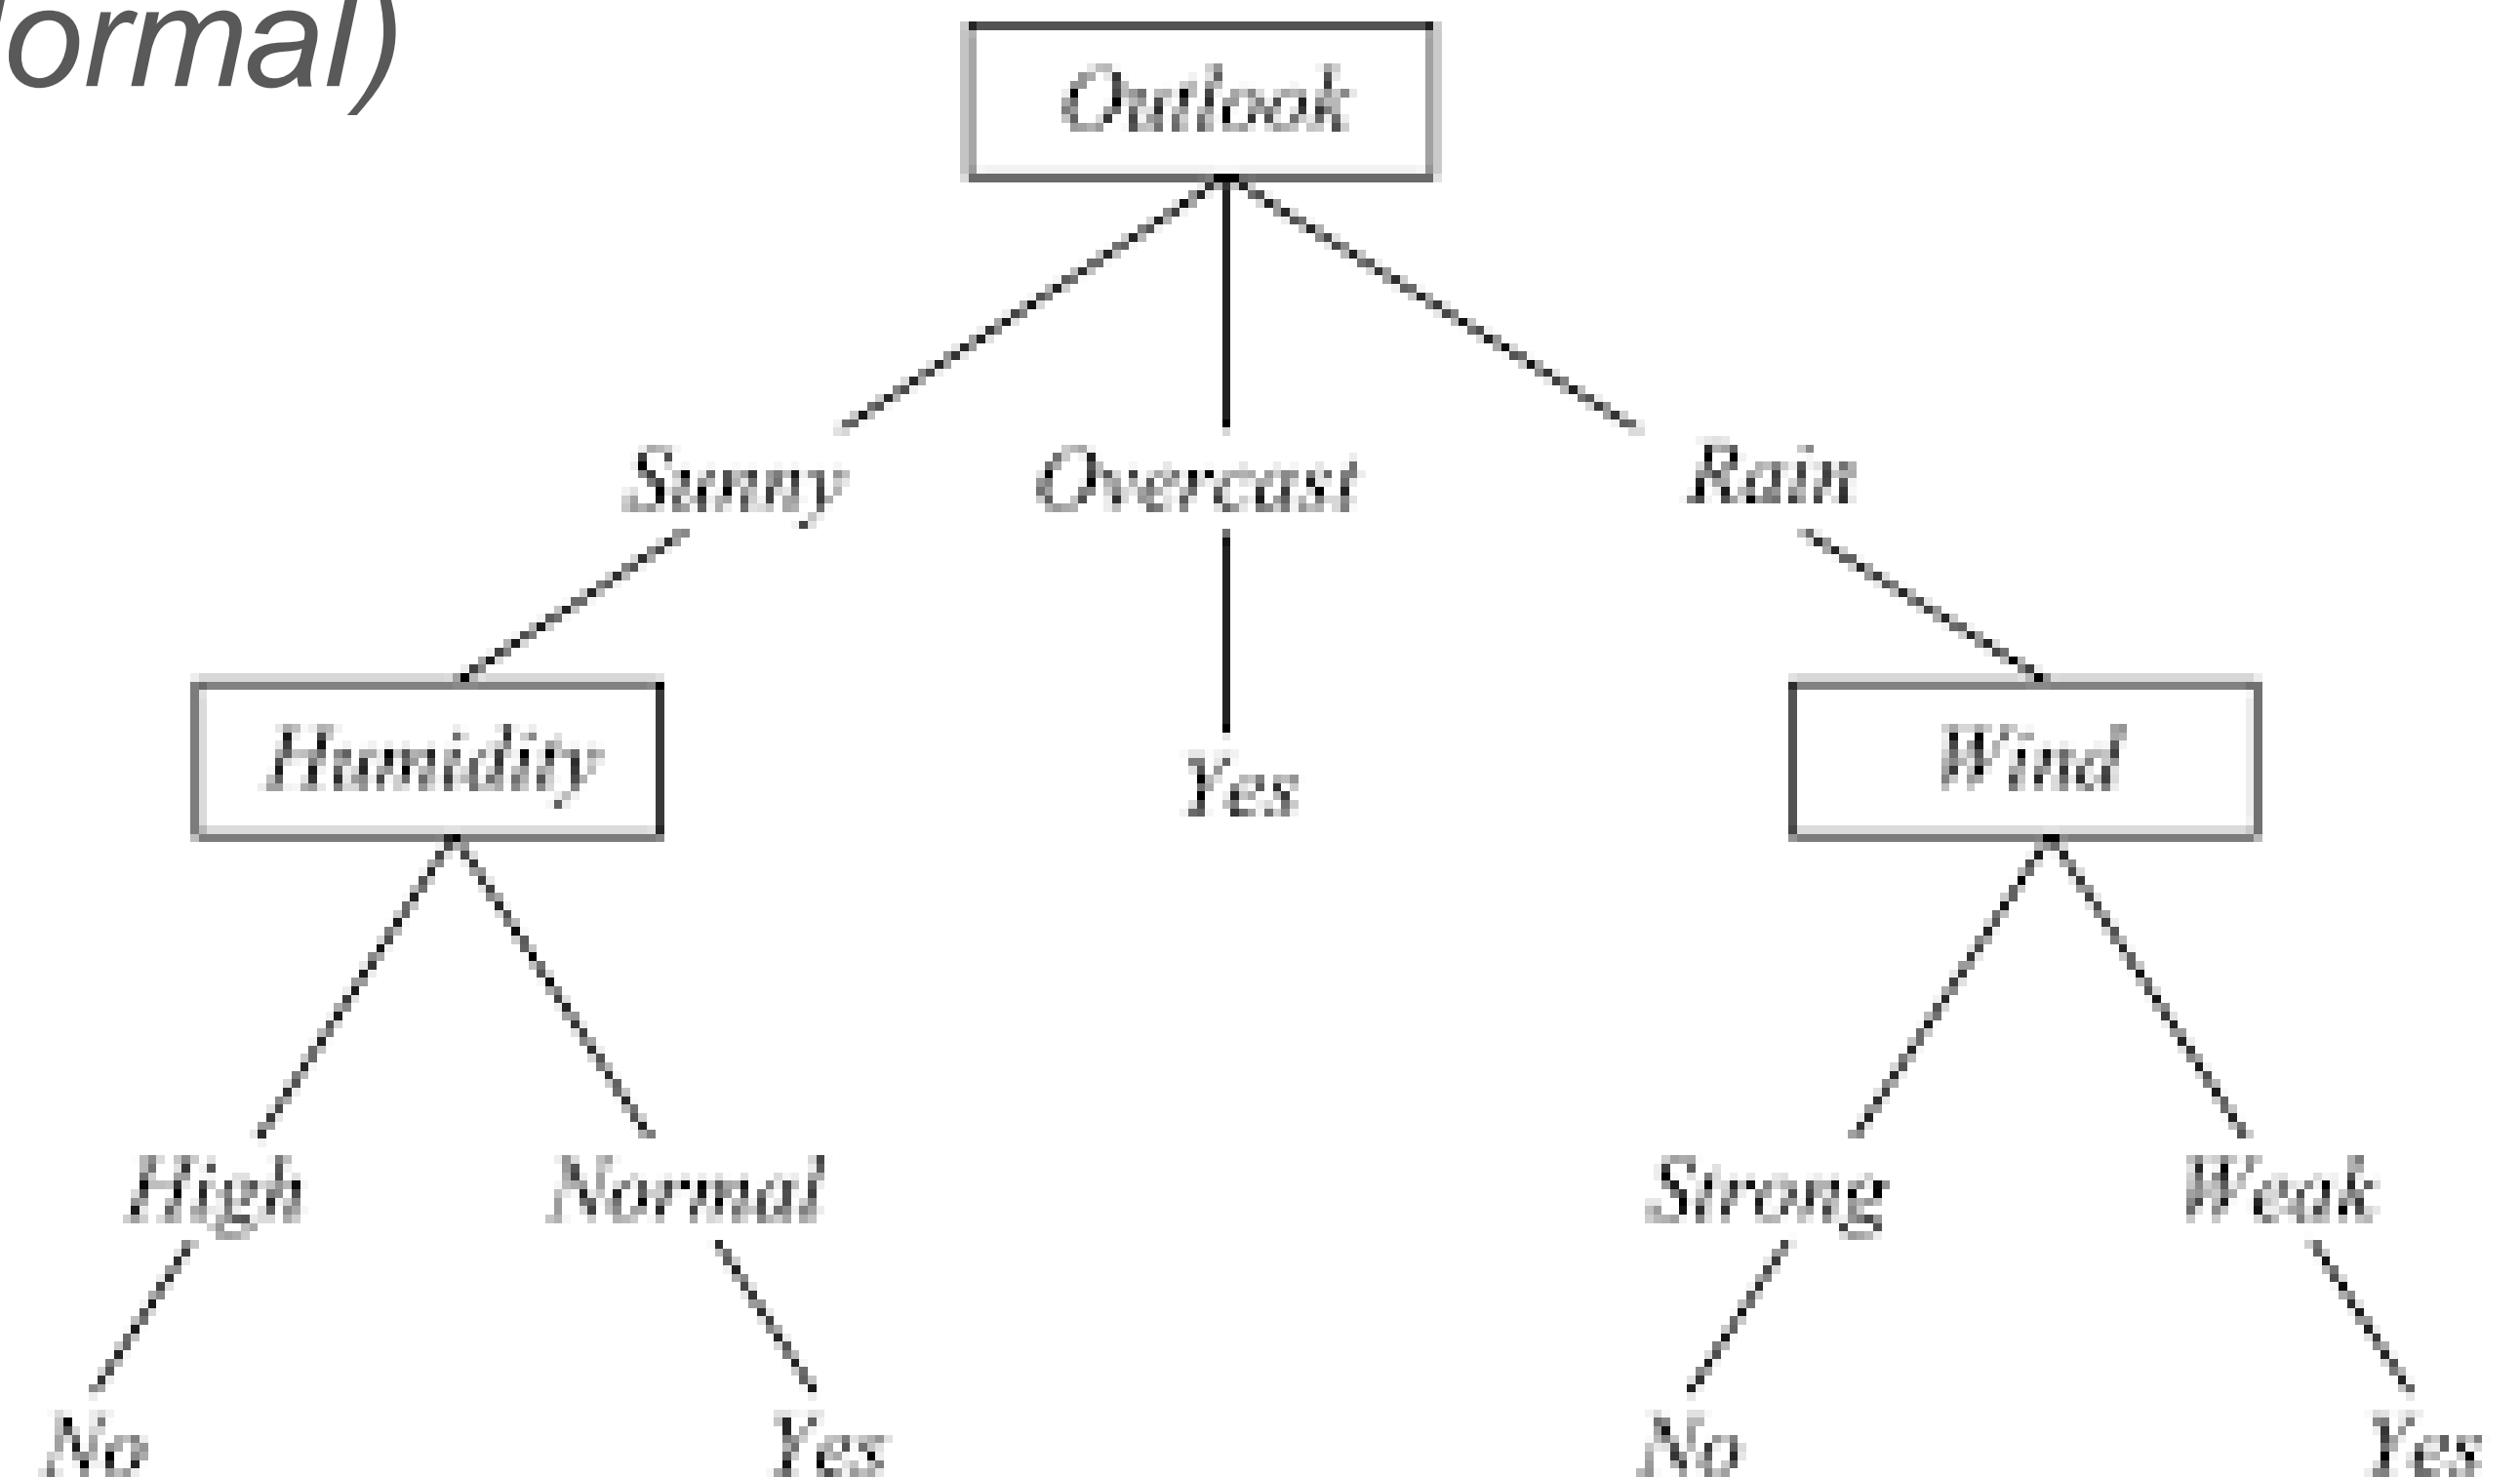 ormal)
Outlook
Sunny Overcast Rain
Humidity Yes Wind
High Normal Strong Weak
No Yes No Yes